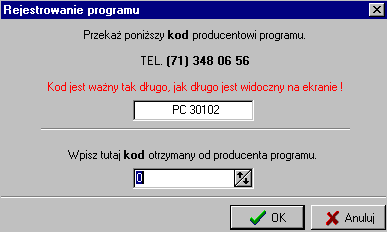 Rejestrowanie programu
Przekaż poniższy kod producentowi programu.
TEL. (71) 348 06 56
Kod jest ważny tak długo, jak długo jest widoczny na ekranie !
PC 30102
Wpisz tutaj kod otrzymany od producenta programu.
0
OK
Anuluj